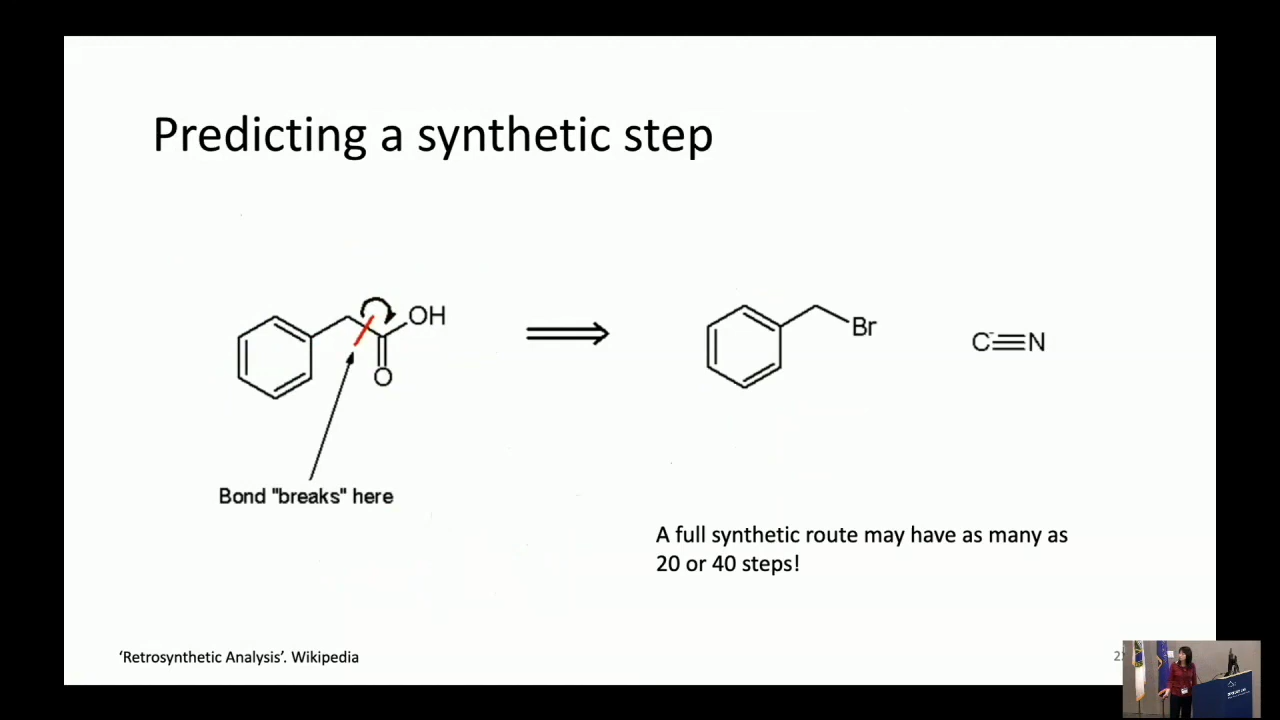 Predicting a synthetic step
OH
O
Bond "breaks" here
Br
C≡N
A full synthetic route may have as many as
20 or 40 steps!
‘Retrosynthetic Analysis’. Wikipedia